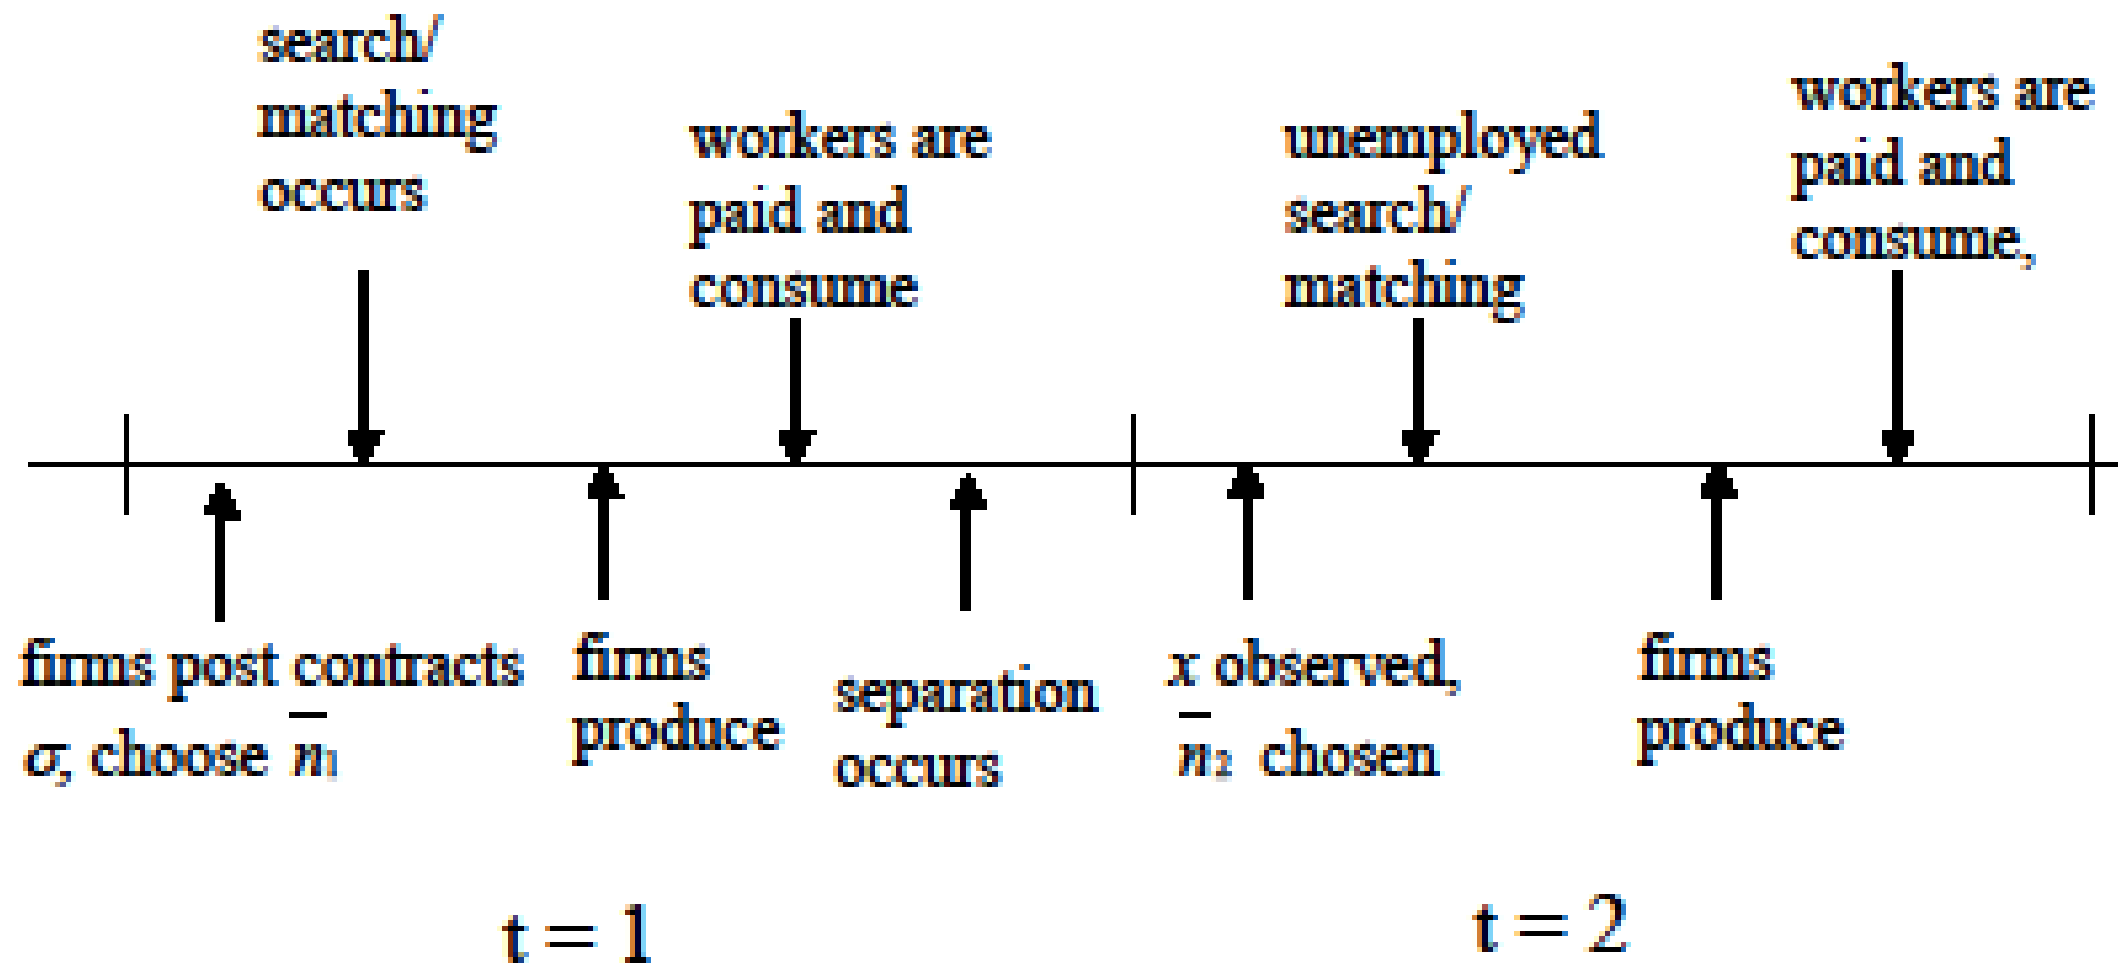 search/
matching
occurs
workers are
paid and
consume
unemployed
search/
matching
workers are
paid and
consume,
firms post contracts
σ, choose n̅₁
firms
produce
separation
occurs
x observed,
n̅₂ chosen
firms
produce
t = 1
t = 2